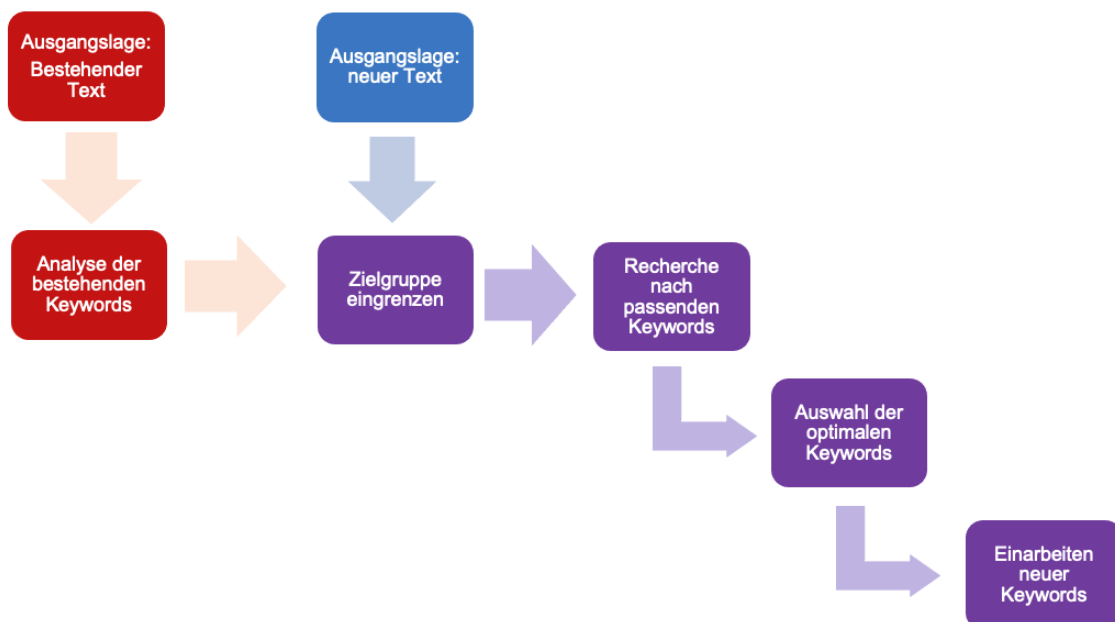 Ausgangslage:
Bestehender
Text
Ausgangslage:
neuer Text
Analyse der
bestehenden
Keywords
Zielgruppe
eingrenzen
Recherche
nach
passenden
Keywords
Auswahl der
optimalen
Keywords
Einarbeiten
neuer
Keywords